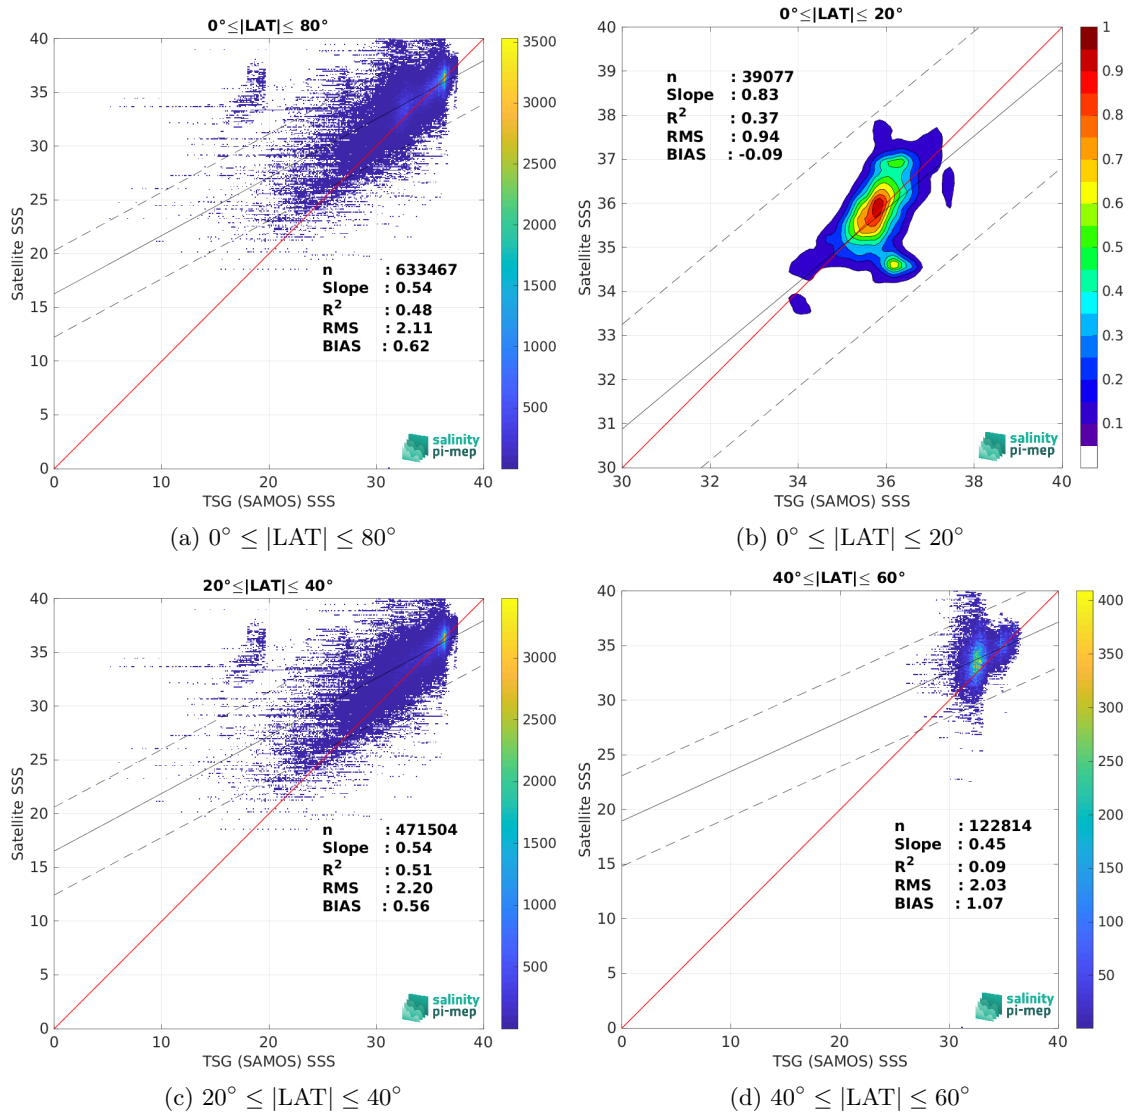 0°≤|LAT|≤ 80°
40
35
30
25
20
15
10
5
0
Satellite SSS
n : 633467
Slope : 0.54
R² : 0.48
RMS : 2.11
BIAS : 0.62
salinity
pi-mep
0 10 20 30 40
TSG (SAMOS) SSS
3500
3000
2500
2000
1500
1000
500
(a) 0° ≤ |LAT| ≤ 80°
0°≤|LAT|≤ 20°
40
39
38
37
36
35
34
33
32
31
30
Satellite SSS
n : 39077
Slope : 0.83
R² : 0.37
RMS : 0.94
BIAS : -0.09
salinity
pi-mep
30 32 34 36 38 40
TSG (SAMOS) SSS
1
0.9
0.8
0.7
0.6
0.5
0.4
0.3
0.2
0.1
(b) 0° ≤ |LAT| ≤ 20°
20°≤|LAT|≤ 40°
40
35
30
25
20
15
10
5
0
Satellite SSS
n : 471504
Slope : 0.54
R² : 0.51
RMS : 2.20
BIAS : 0.56
salinity
pi-mep
0 10 20 30 40
TSG (SAMOS) SSS
3000
2500
2000
1500
1000
500
(c) 20° ≤ |LAT| ≤ 40°
40°≤|LAT|≤ 60°
40
35
30
25
20
15
10
5
0
Satellite SSS
n : 122814
Slope : 0.45
R² : 0.09
RMS : 2.03
BIAS : 1.07
salinity
pi-mep
0 10 20 30 40
TSG (SAMOS) SSS
400
350
300
250
200
150
100
50
(d) 40° ≤ |LAT| ≤ 60°